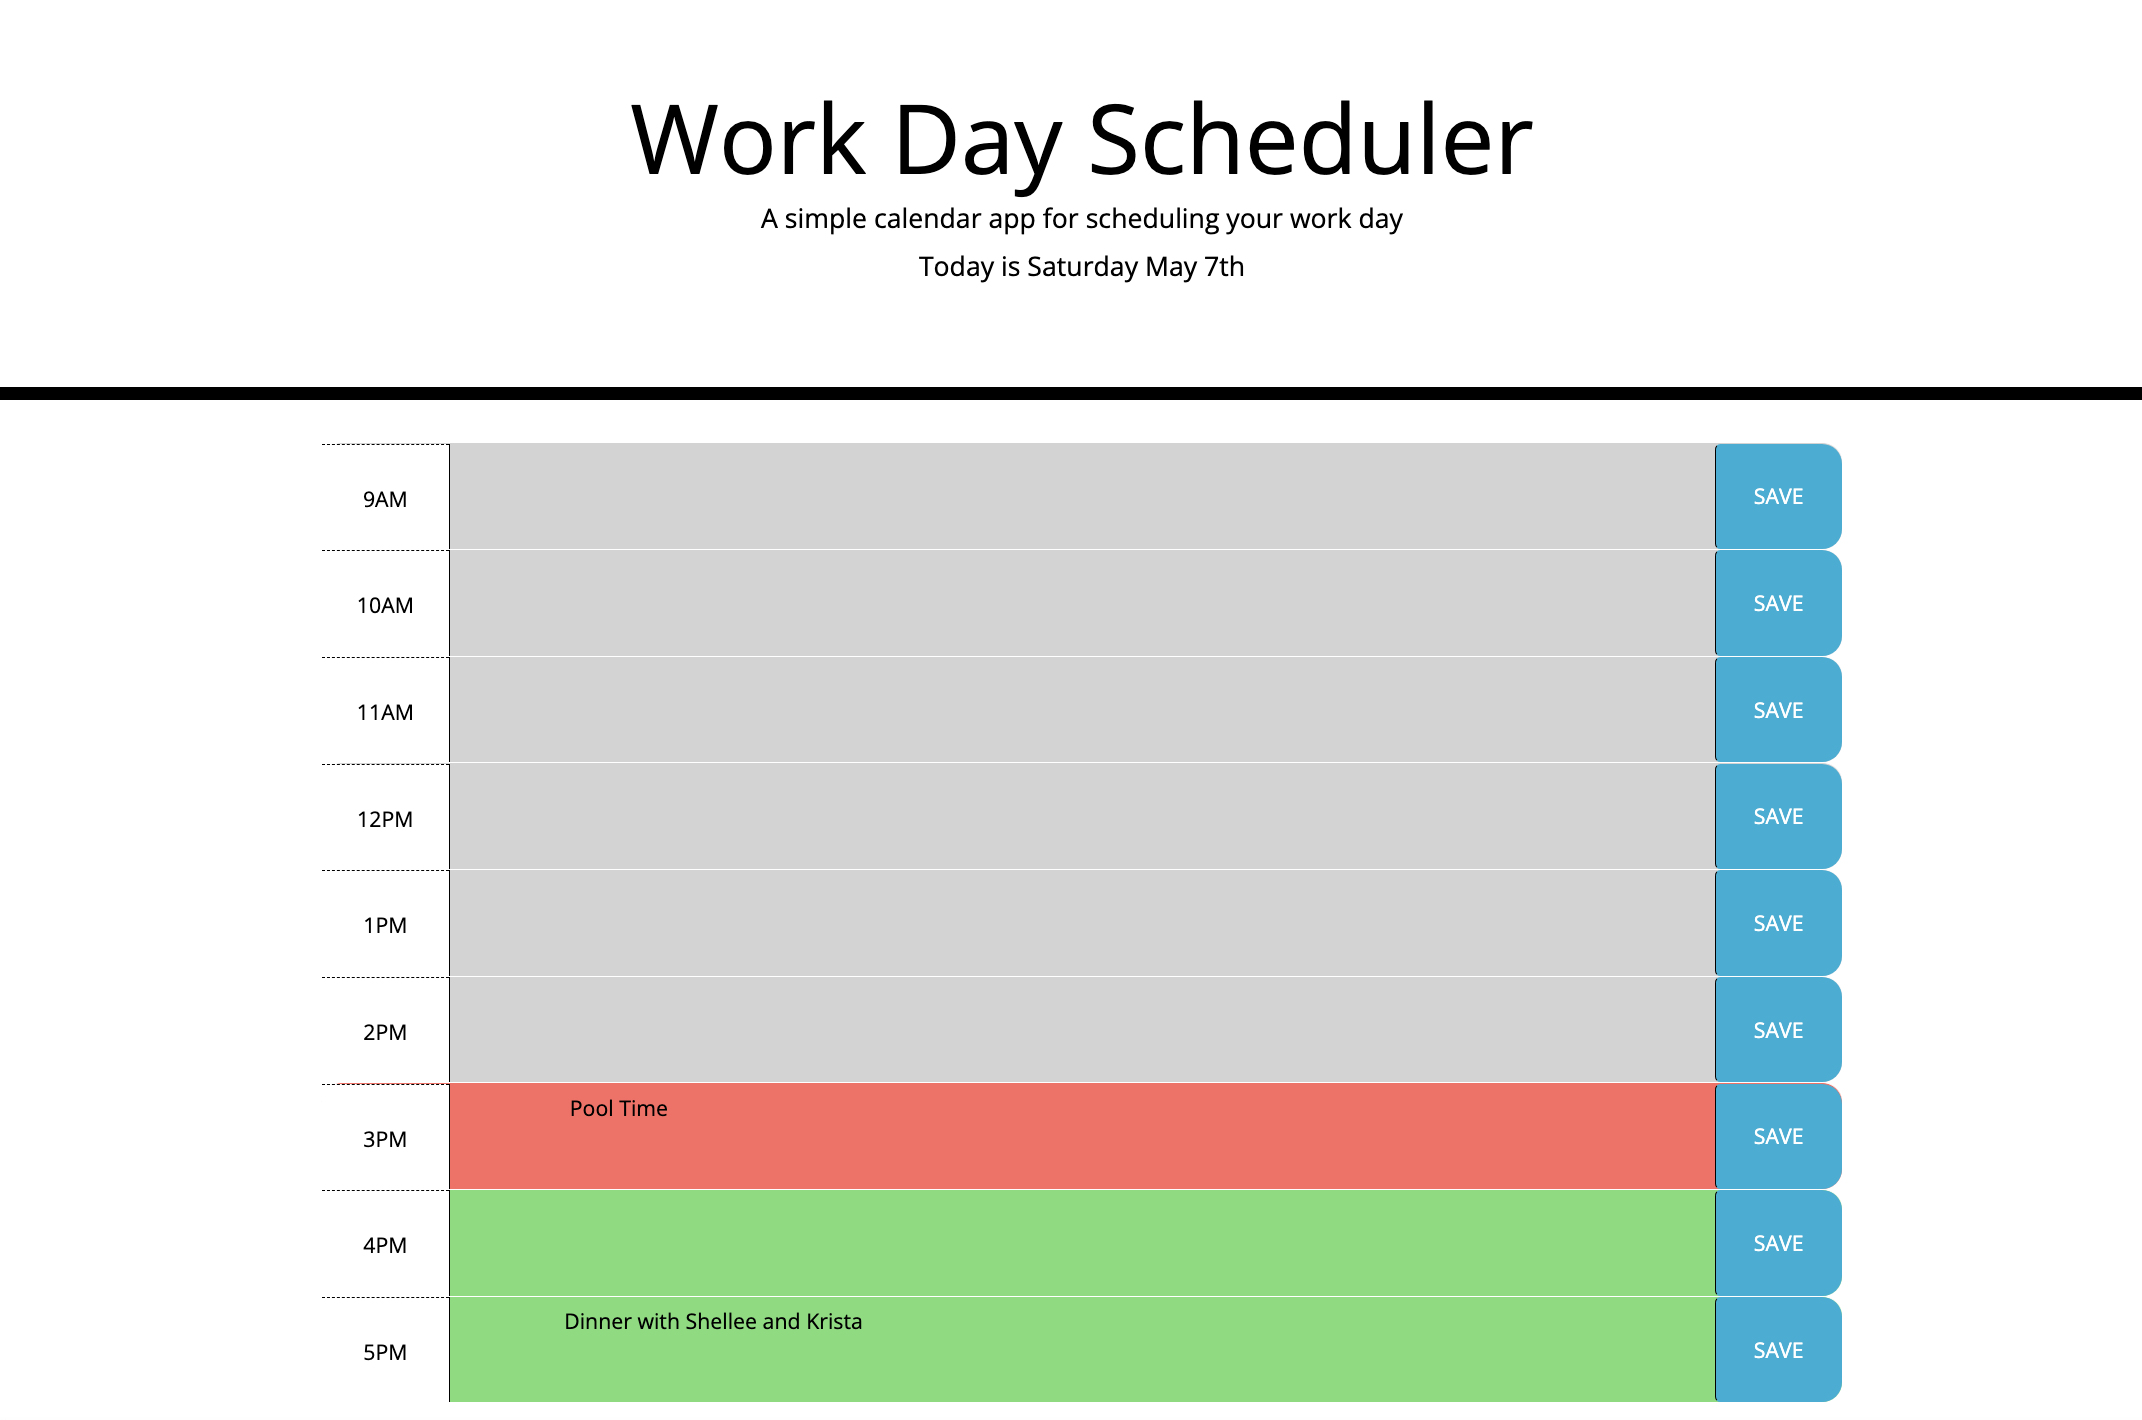 Work Day Scheduler
A simple calendar app for scheduling your work day
Today is Saturday May 7th
9AM SAVE
10AM SAVE
11AM SAVE
12PM SAVE
1PM SAVE
2PM SAVE
3PM Pool Time SAVE
4PM SAVE
5PM Dinner with Shellee and Krista SAVE